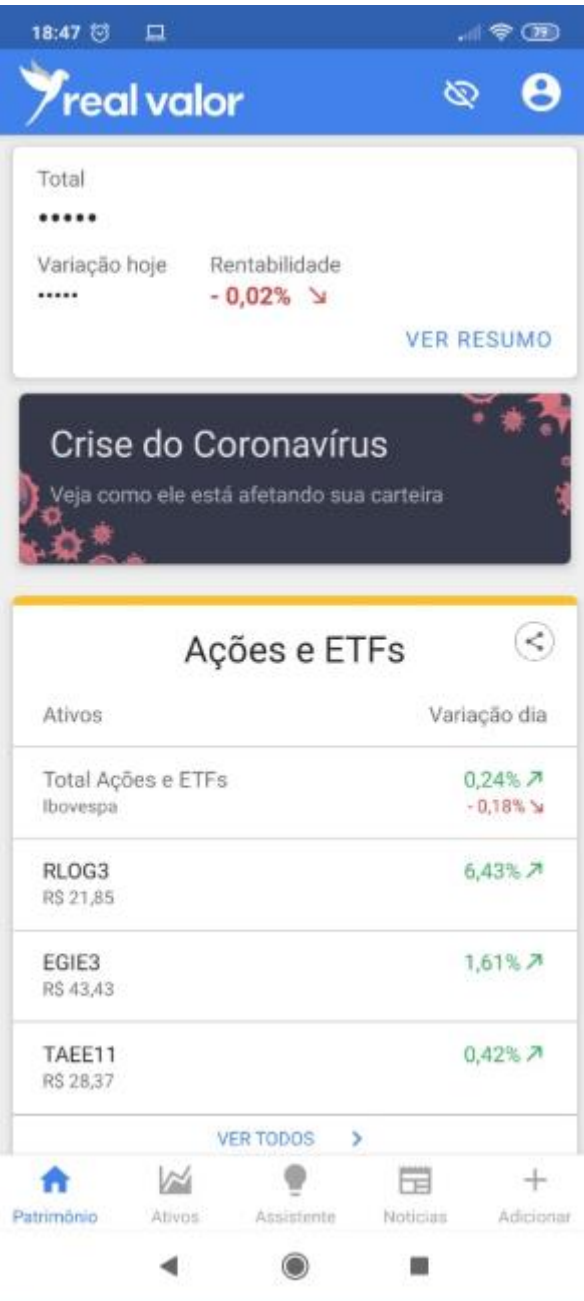 18:47
79
real valor
Total
•••••
Variação hoje Rentabilidade
••••• - 0,02%
VER RESUMO
Crise do Coronavírus
Veja como ele está afetando sua carteira
Ações e ETFs
Ativos Variação dia
Total Ações e ETFs 0,24%
Ibovespa - 0,18%
RLOG3 6,43%
R$ 21,85
EGIE3 1,61%
R$ 43,43
TAEE11 0,42%
R$ 28,37
VER TODOS
Patrimônio Ativos Assistente Notícias Adicionar